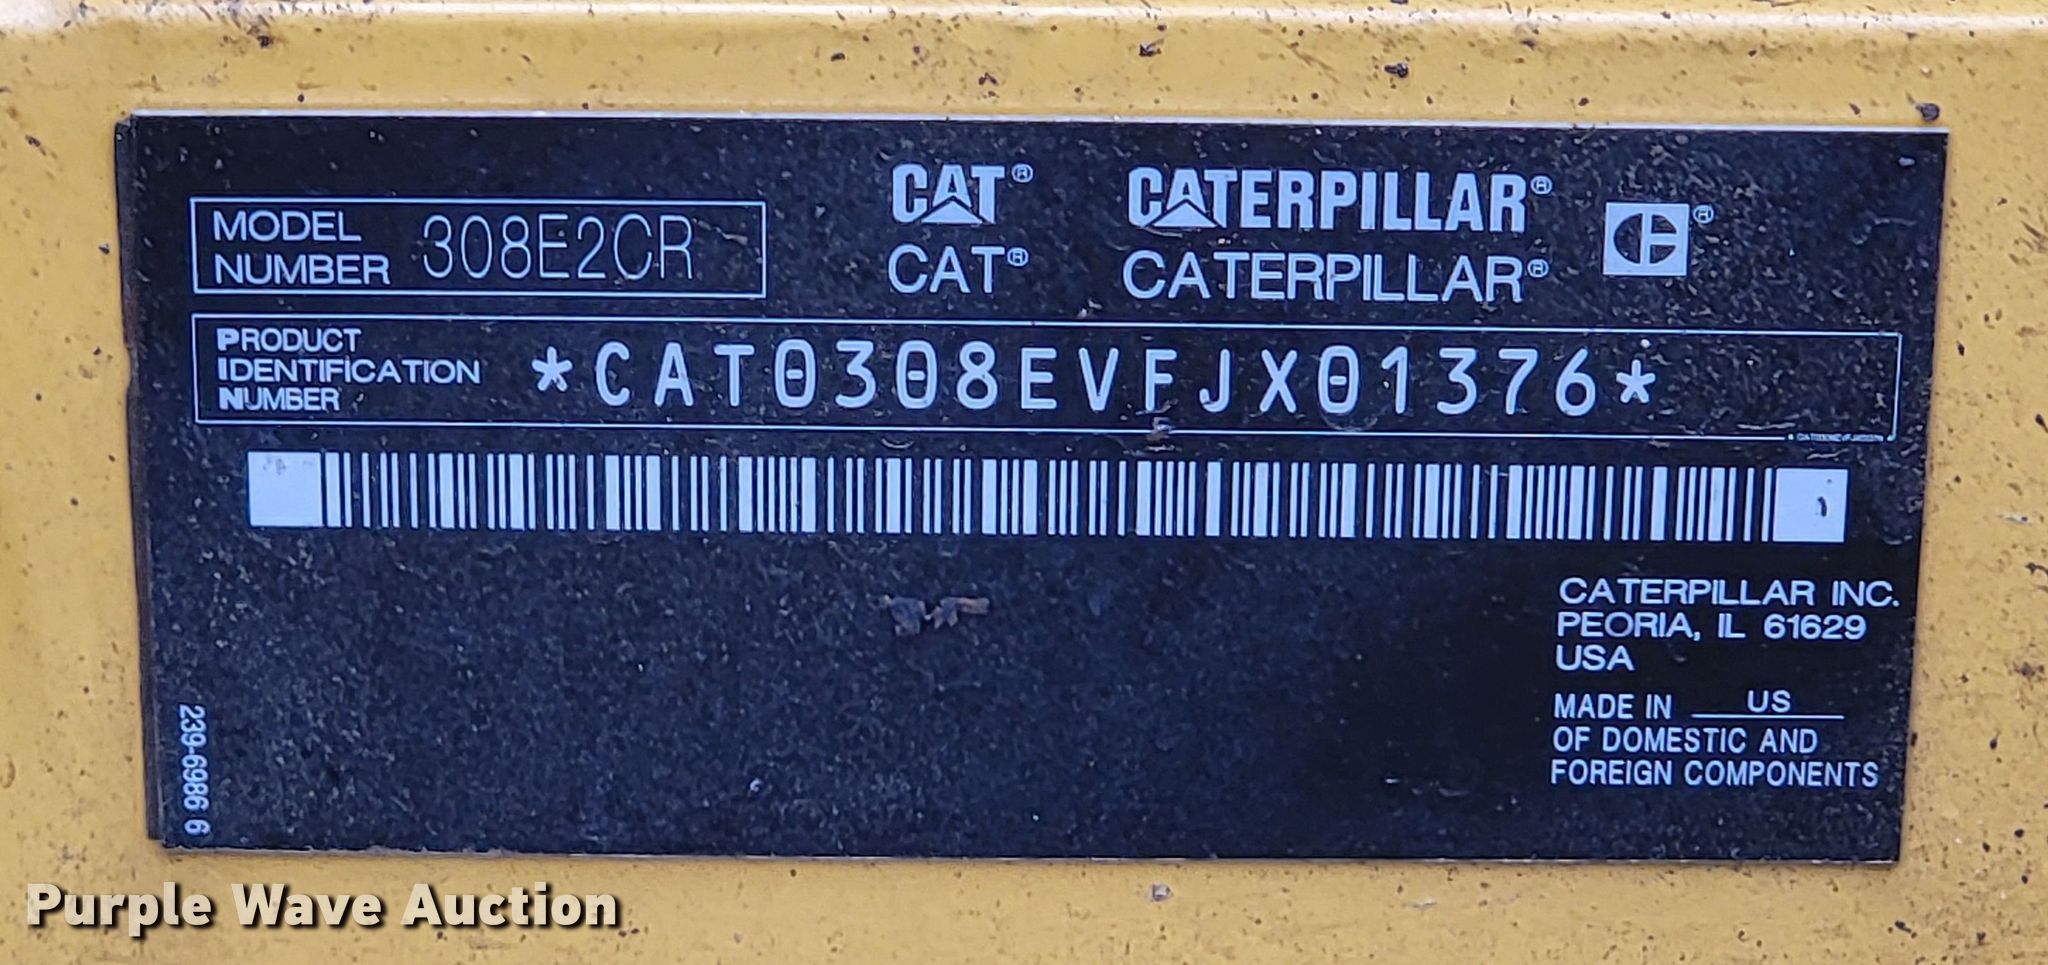 CAT® CATERPILLAR®
MODEL
NUMBER 308E2CR
CAT® CATERPILLAR®
PRODUCT
IDENTIFICATION
NUMBER
*CAT0308EVFJX01376*
CATERPILLAR INC.
PEORIA, IL 61629
USA
MADE IN US
OF DOMESTIC AND
FOREIGN COMPONENTS
239-6986 6
Purple Wave Auction